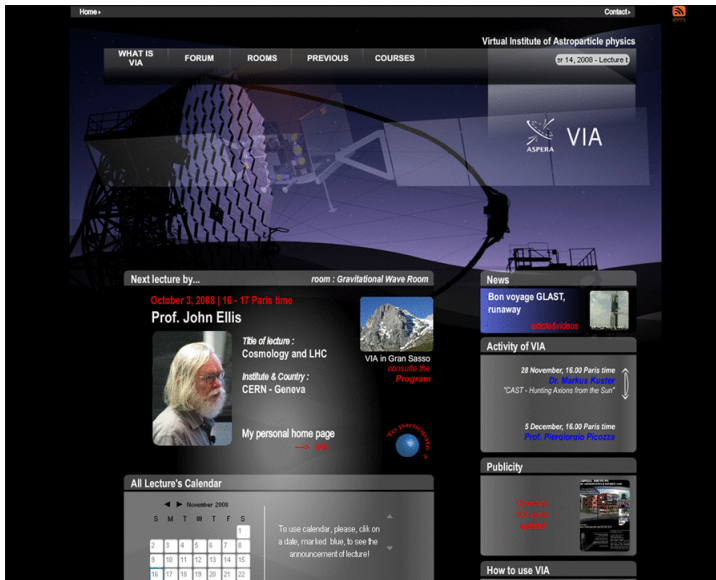 Home
Contact
Virtual Institute of Astroparticle physics
WHAT IS
VIA
FORUM
ROOMS
PREVIOUS
COURSES
er 14, 2008 - Lecture b
ASPERA
VIA
Next lecture by...
room : Gravitational Wave Room
October 3, 2008 | 16 - 17 Paris time
Prof. John Ellis
Title of lecture :
Cosmology and LHC
Institute & Country :
CERN - Geneva
My personal home page
VIA in Gran Sasso
consulte the
Program
To participate
News
Bon voyage GLAST,
runaway
article&videos
Activity of VIA
28 November, 16.00 Paris time
Dr. Markus Kuster
"CAST - Hunting Axions from the Sun"
5 December, 16.00 Paris time
Prof. Piergiorgio Picozza
Publicity
How to use VIA
All Lecture's Calendar
November 2008
S M T W T F S
1
2 3 4 5 6 7 8
9 10 11 12 13 14 15
16 17 18 19 20 21 22
To use calendar, please, clik on
a date, marked blue, to see the
announcement of lecture!